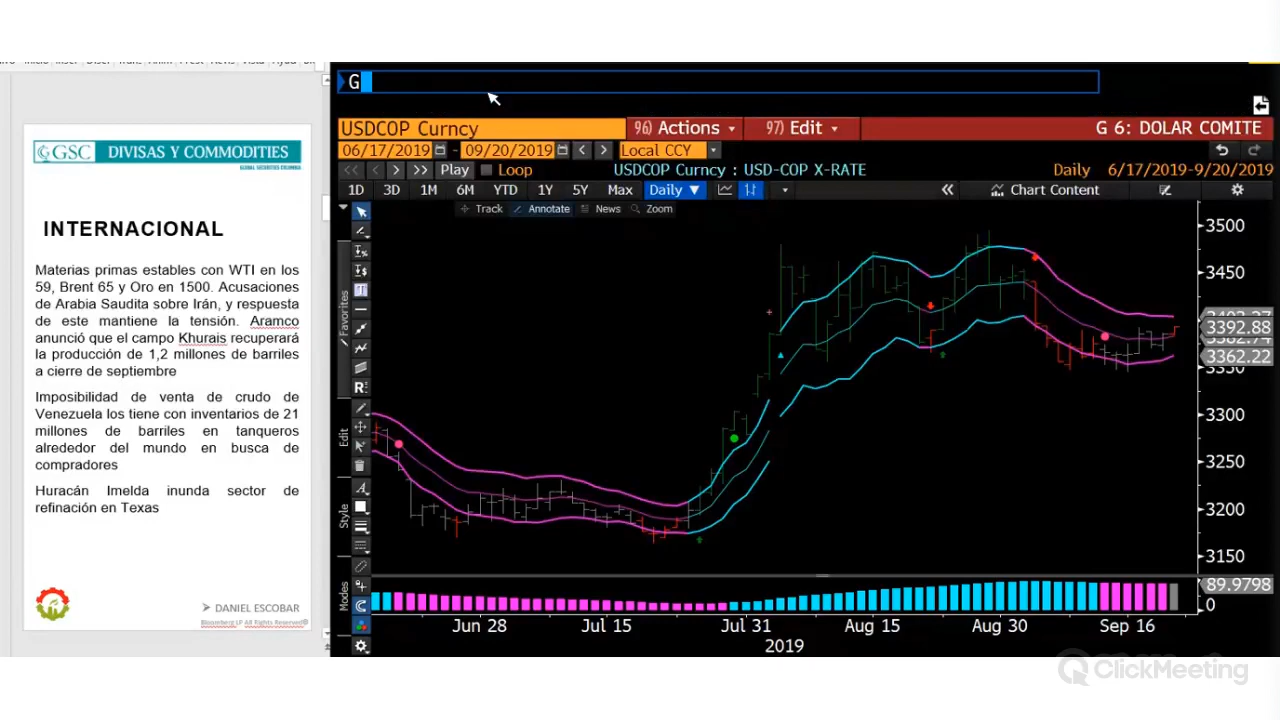 GSC DIVISAS Y COMMODITIES
GLOBAL SECURITIES COLOMBIA
INTERNACIONAL
Materias primas estables con WTI en los
59, Brent 65 y Oro en 1500. Acusaciones
de Arabia Saudita sobre Irán, y respuesta
de este mantiene la tensión. Aramco
anunció que el campo Khurais recuperará
la producción de 1,2 millones de barriles
a cierre de septiembre
Imposibilidad de venta de crudo de
Venezuela los tiene con inventarios de 21
millones de barriles en tanqueros
alrededor del mundo en busca de
compradores
Huracán Imelda inunda sector de
refinación en Texas
DANIEL ESCOBAR
Bloomberg LP All Rights Reserved®
G
USDCOP Curncy 96) Actions 97) Edit G 6: DOLAR COMITE
06/17/2019 - 09/20/2019 Local CCY
Play Loop USDCOP Curncy : USD-COP X-RATE Daily 6/17/2019-9/20/2019
1D 3D 1M 6M YTD 1Y 5Y Max Daily ▼ Chart Content
Track Annotate News Zoom
Favorites
Edit
Style
Modes
3500
3450
3392.88
3362.22
3300
3250
3200
3150
89.9798
0
Jun 28 Jul 15 Jul 31 Aug 15 Aug 30 Sep 16
2019
ClickMeeting